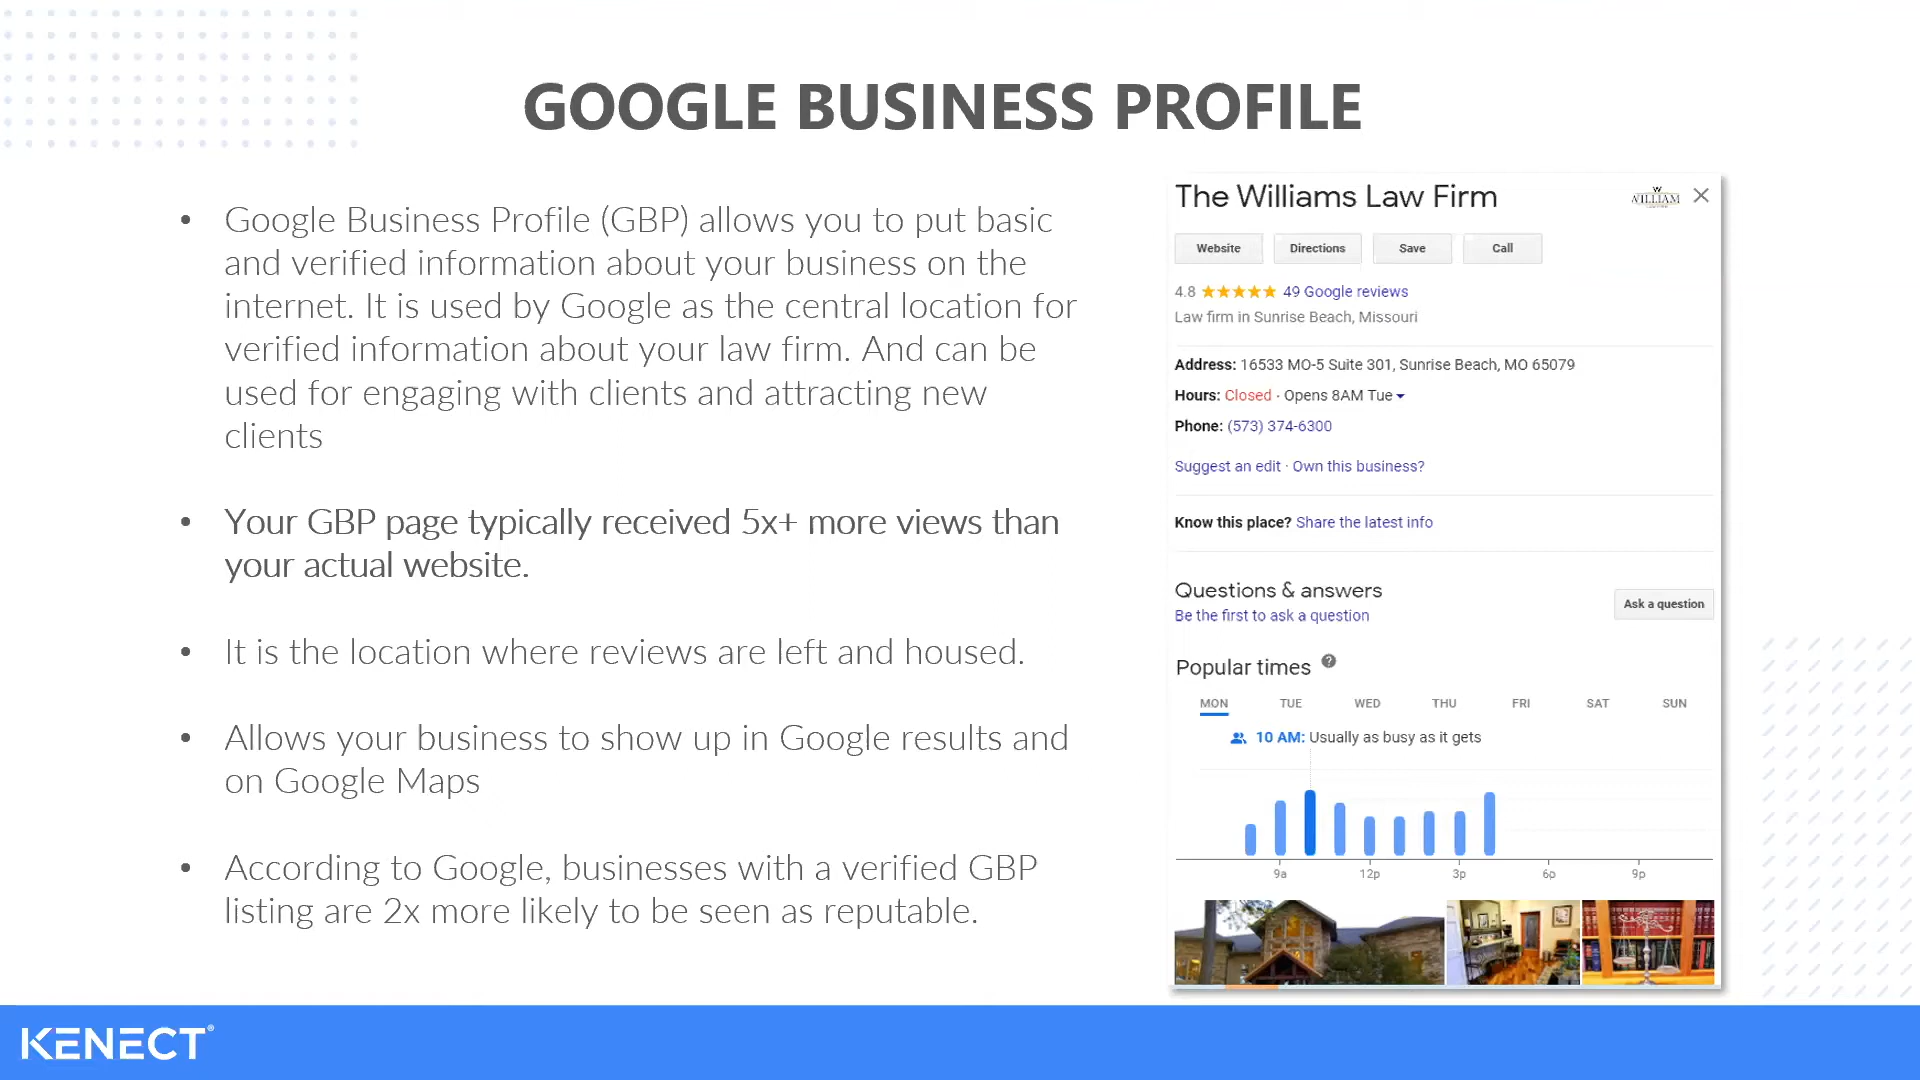 GOOGLE BUSINESS PROFILE
• Google Business Profile (GBP) allows you to put basic
and verified information about your business on the
internet. It is used by Google as the central location for
verified information about your law firm. And can be
used for engaging with clients and attracting new
clients
• Your GBP page typically received 5x+ more views than
your actual website.
• It is the location where reviews are left and housed.
• Allows your business to show up in Google results and
on Google Maps
• According to Google, businesses with a verified GBP
listing are 2x more likely to be seen as reputable.
The Williams Law Firm
W
WILLIAM
Website Directions Save Call
4.8 ★★★★★ 49 Google reviews
Law firm in Sunrise Beach, Missouri
Address: 16533 MO-5 Suite 301, Sunrise Beach, MO 65079
Hours: Closed · Opens 8AM Tue
Phone: (573) 374-6300
Suggest an edit · Own this business?
Know this place? Share the latest info
Questions & answers
Be the first to ask a question
Ask a question
Popular times ?
MON TUE WED THU FRI SAT SUN
10 AM: Usually as busy as it gets
9a 12p 3p 6p 9p
KENECT®